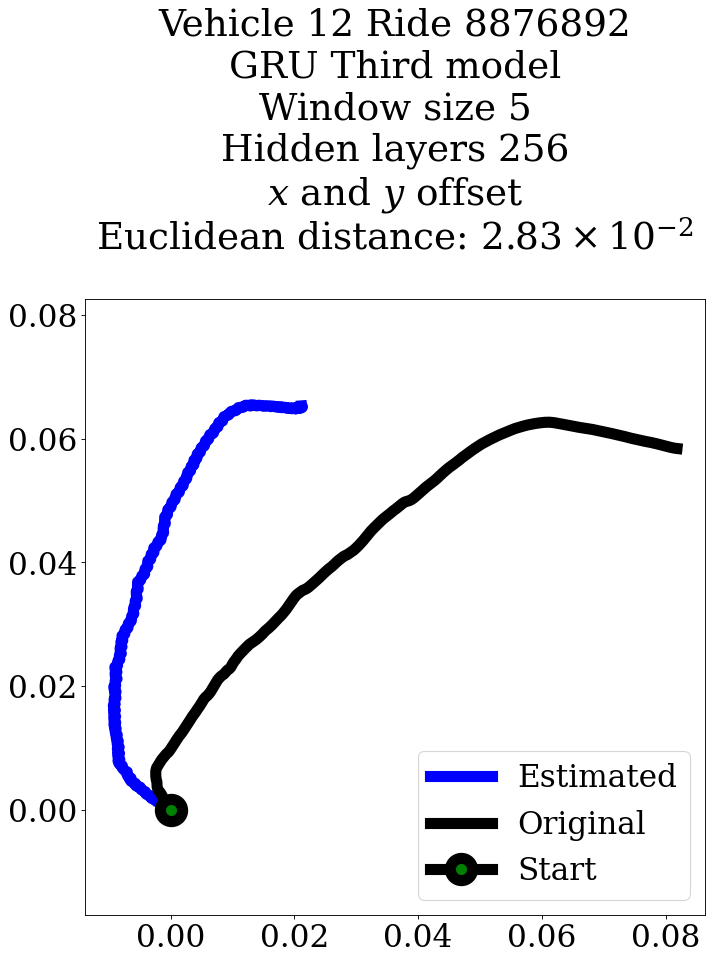 Vehicle 12 Ride 8876892
GRU Third model
Window size 5
Hidden layers 256
x and y offset
Euclidean distance: 2.83 × 10⁻²
0.08
0.06
0.04
0.02
0.00
Estimated
Original
Start
0.00 0.02 0.04 0.06 0.08